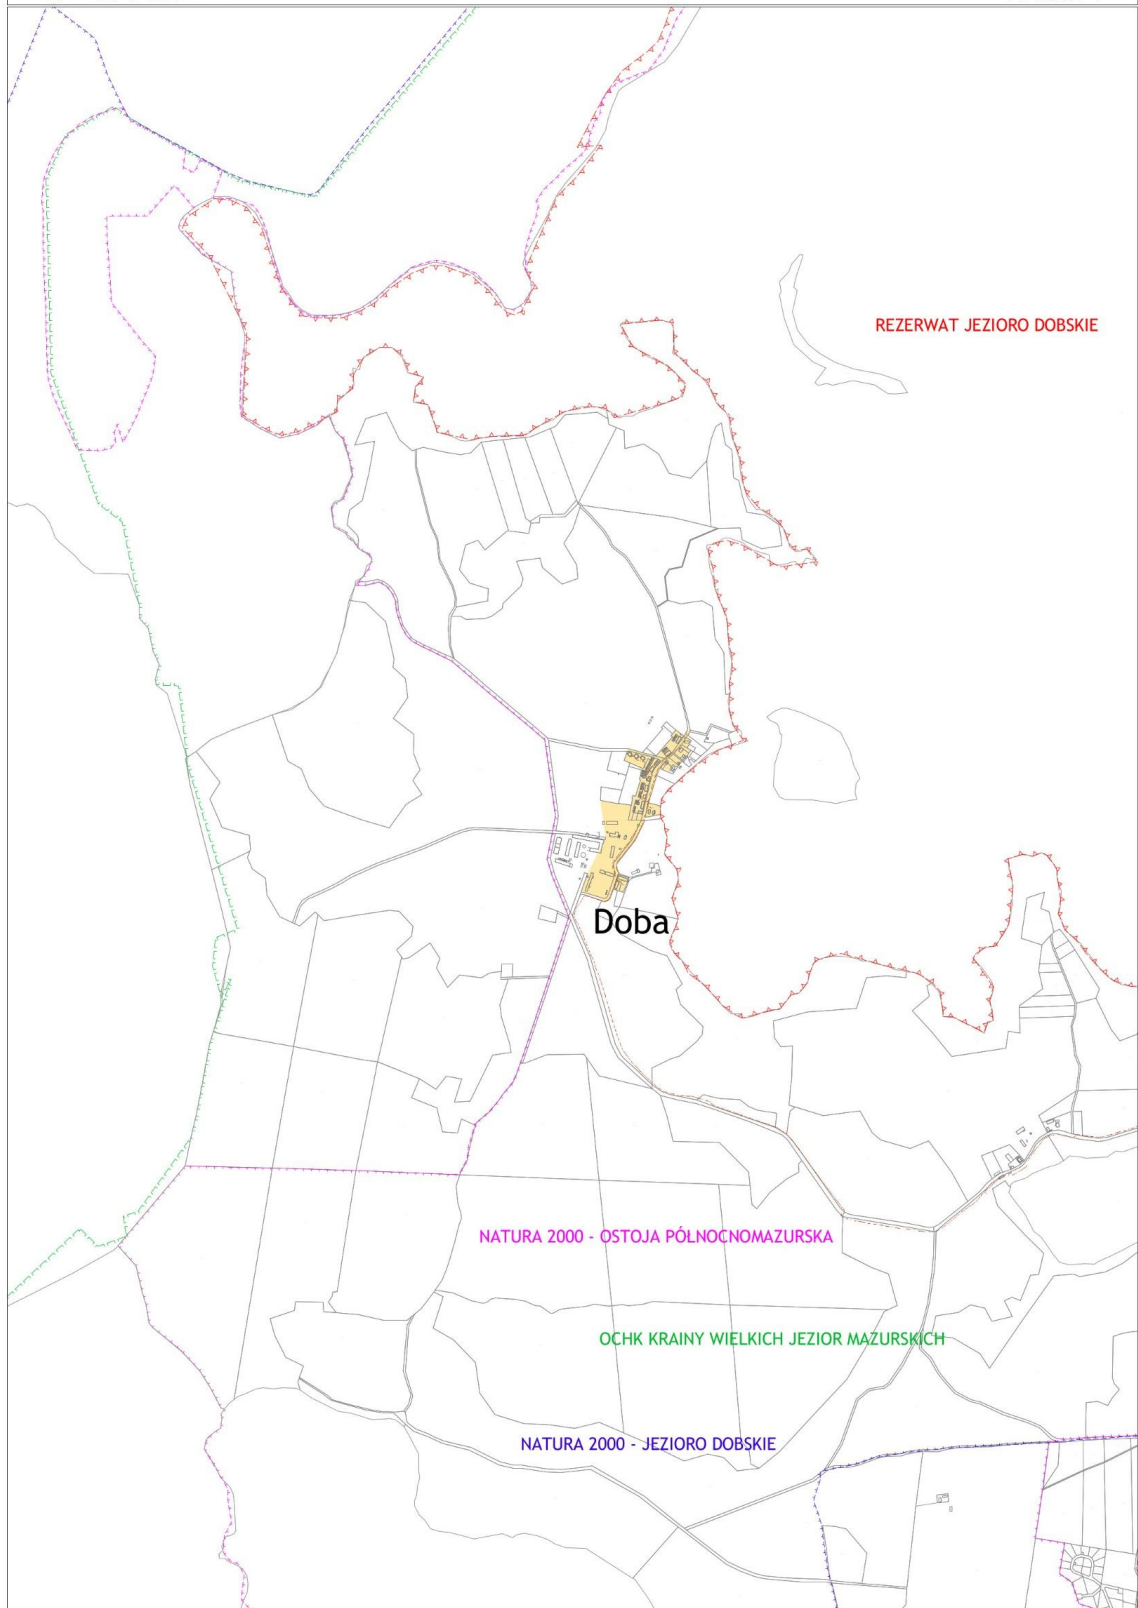 REZERWAT JEZIORO DOBSKIE
Doba
NATURA 2000 - OSTOJA PÓŁNOCNOMAZURSKA
OCHK KRAINY WIELKICH JEZIOR MAZURSKICH
NATURA 2000 - JEZIORO DOBSKIE